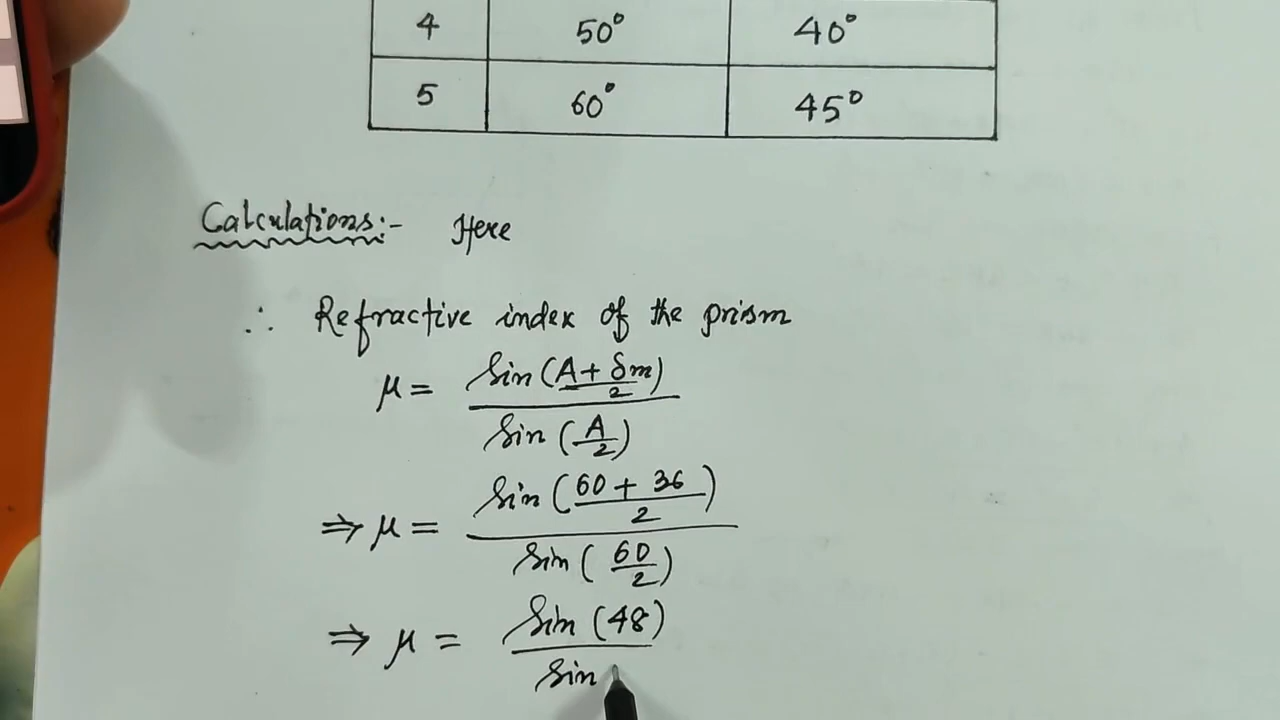 4 50° 40°
5 60° 45°
Calculations:- Here
∴ Refractive index of the prism
μ = sin (A + δm / 2) / sin (A/2)
⇒ μ = sin (60 + 36 / 2) / sin (60/2)
⇒ μ = sin (48) / sin